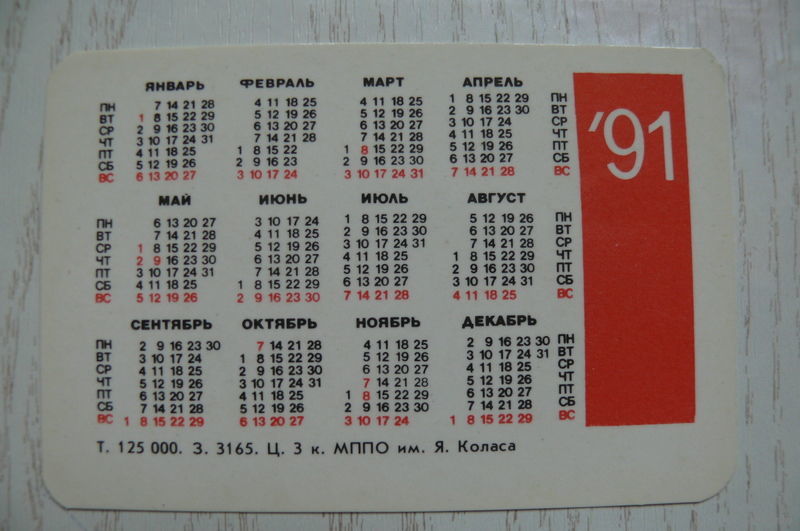 ЯНВАРЬ ФЕВРАЛЬ МАРТ АПРЕЛЬ
ПН 7 14 21 28 4 11 18 25 4 11 18 25 1 8 15 22 29 ПН
ВТ 1 8 15 22 29 5 12 19 26 5 12 19 26 2 9 16 23 30 ВТ
СР 2 9 16 23 30 6 13 20 27 6 13 20 27 3 10 17 24 СР
ЧТ 3 10 17 24 31 7 14 21 28 7 14 21 28 4 11 18 25 ЧТ
ПТ 4 11 18 25 1 8 15 22 1 8 15 22 29 5 12 19 26 ПТ
СБ 5 12 19 26 2 9 16 23 2 9 16 23 30 6 13 20 27 СБ
ВС 6 13 20 27 3 10 17 24 3 10 17 24 31 7 14 21 28 ВС
'91
МАЙ ИЮНЬ ИЮЛЬ АВГУСТ
ПН 6 13 20 27 3 10 17 24 1 8 15 22 29 5 12 19 26 ПН
ВТ 7 14 21 28 4 11 18 25 2 9 16 23 30 6 13 20 27 ВТ
СР 1 8 15 22 29 5 12 19 26 3 10 17 24 31 7 14 21 28 СР
ЧТ 2 9 16 23 30 6 13 20 27 4 11 18 25 1 8 15 22 29 ЧТ
ПТ 3 10 17 24 31 7 14 21 28 5 12 19 26 2 9 16 23 30 ПТ
СБ 4 11 18 25 1 8 15 22 29 6 13 20 27 3 10 17 24 31 СБ
ВС 5 12 19 26 2 9 16 23 30 7 14 21 28 4 11 18 25 ВС
СЕНТЯБРЬ ОКТЯБРЬ НОЯБРЬ ДЕКАБРЬ
ПН 2 9 16 23 30 7 14 21 28 4 11 18 25 2 9 16 23 30 ПН
ВТ 3 10 17 24 1 8 15 22 29 5 12 19 26 3 10 17 24 31 ВТ
СР 4 11 18 25 2 9 16 23 30 6 13 20 27 4 11 18 25 СР
ЧТ 5 12 19 26 3 10 17 24 31 7 14 21 28 5 12 19 26 ЧТ
ПТ 6 13 20 27 4 11 18 25 1 8 15 22 29 6 13 20 27 ПТ
СБ 7 14 21 28 5 12 19 26 2 9 16 23 30 7 14 21 28 СБ
ВС 1 8 15 22 29 6 13 20 27 3 10 17 24 1 8 15 22 29 ВС
Т. 125 000. З. 3165. Ц. 3 к. МППО им. Я. Коласа